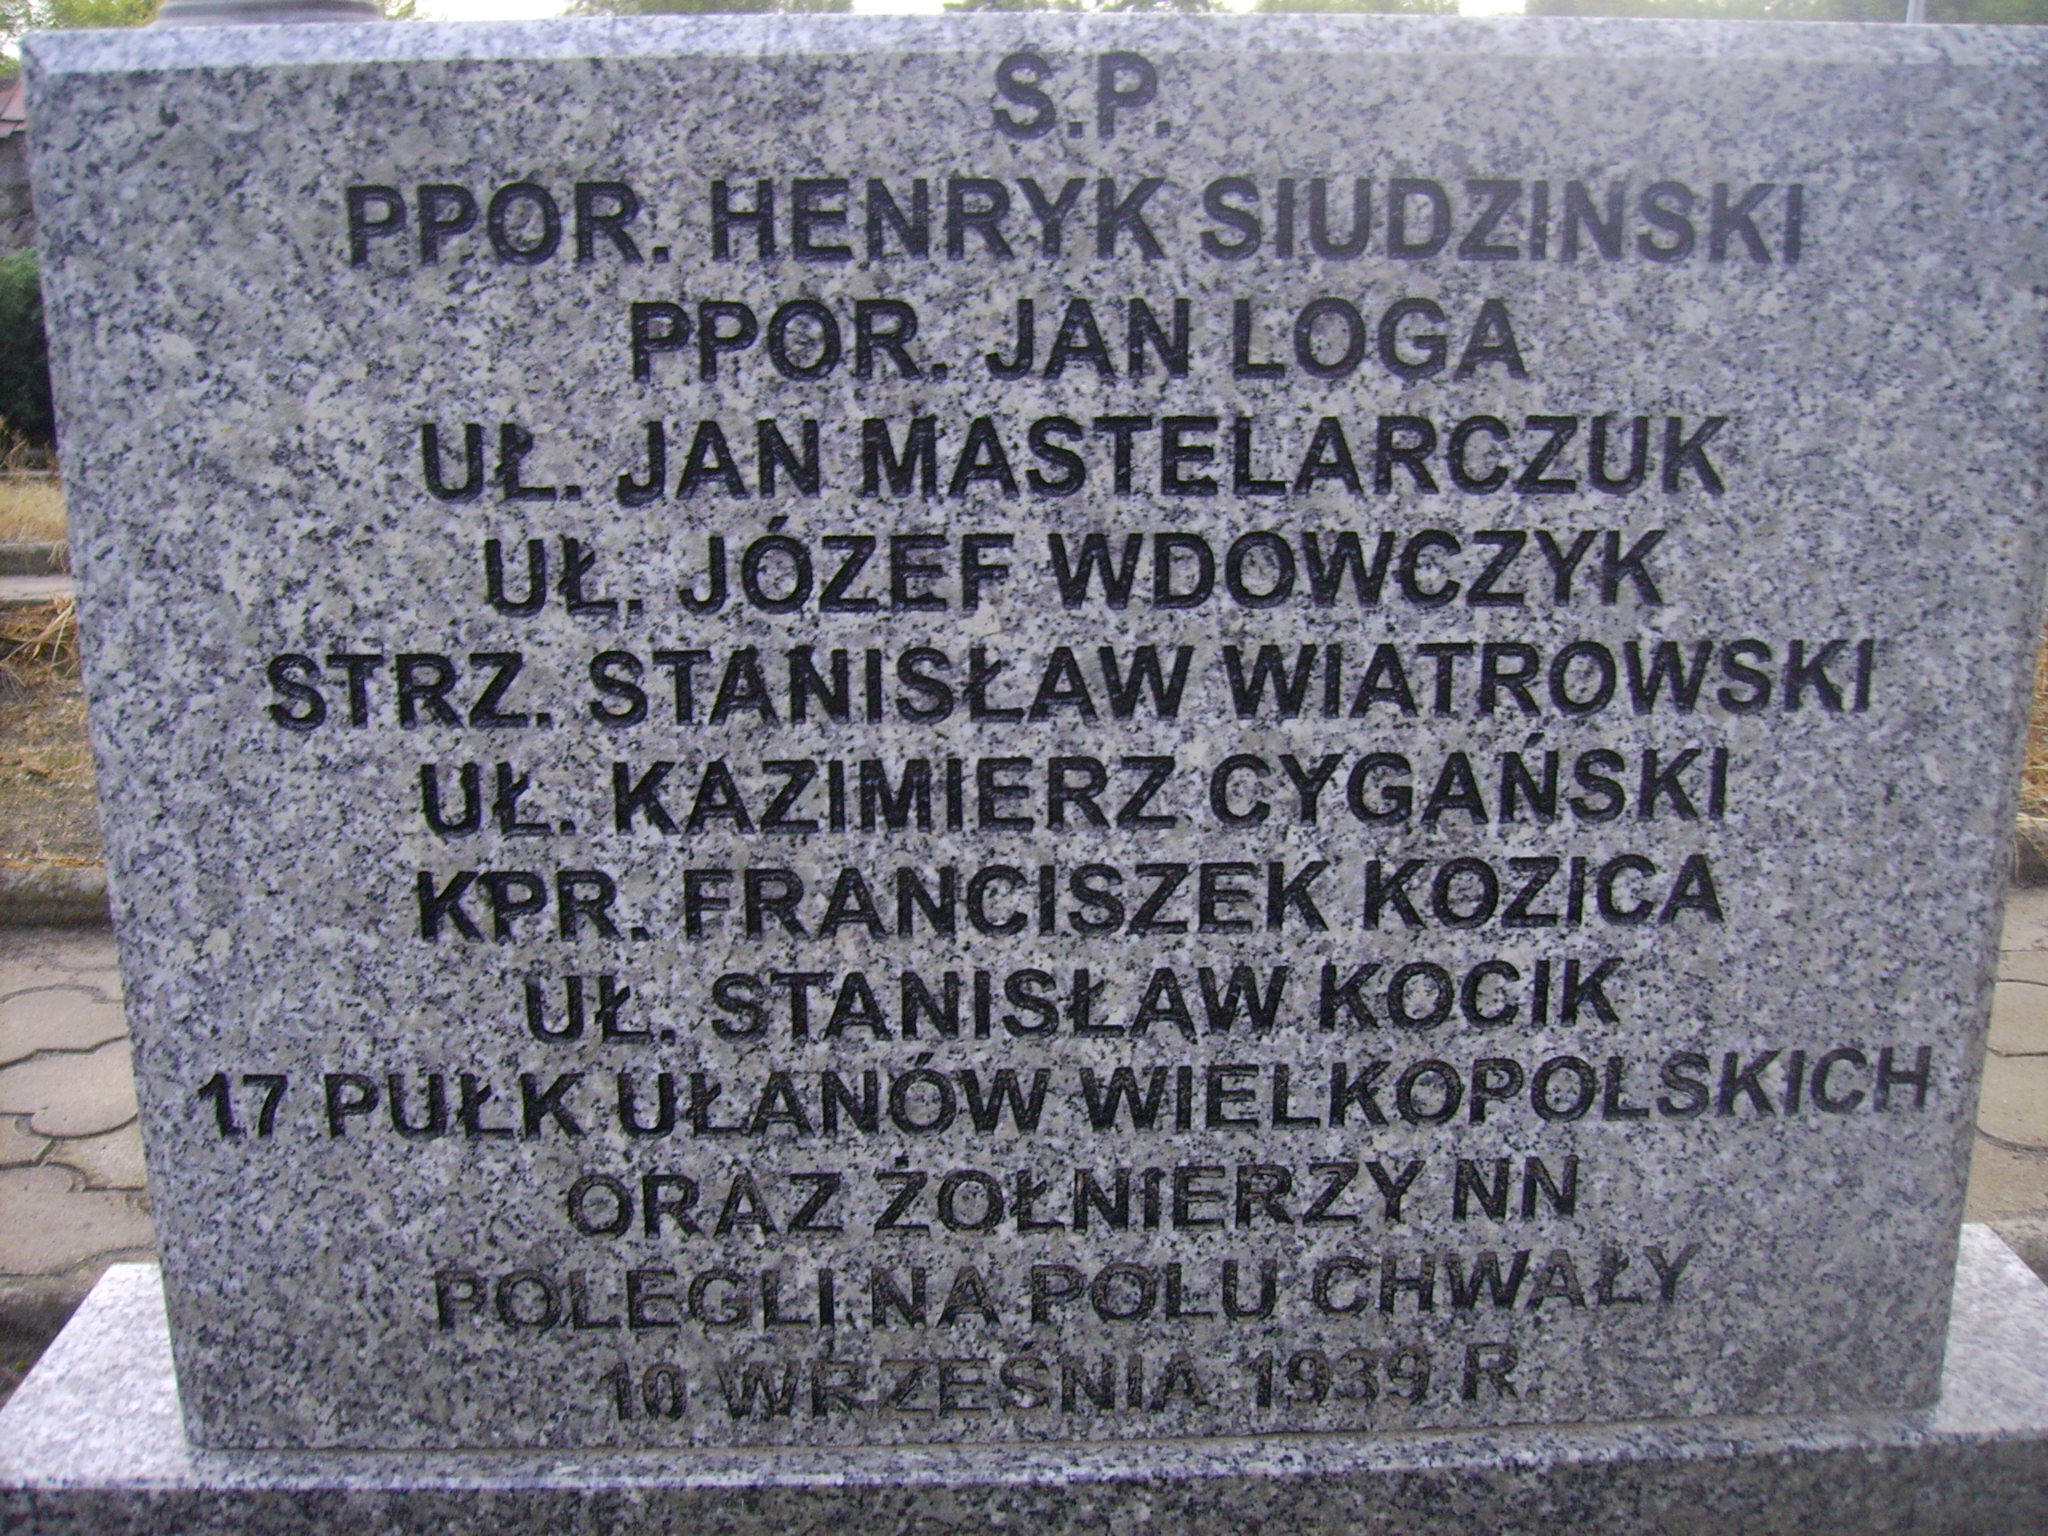 Ś.P.
PPOR. HENRYK SIUDZINSKI
PPOR. JAN LOGA
UŁ. JAN MASTELARCZUK
UŁ. JÓZEF WDOWCZYK
STRZ. STANISŁAW WIATROWSKI
UŁ. KAZIMIERZ CYGAŃSKI
KPR. FRANCISZEK KOZICA
UŁ. STANISŁAW KOCIK
17 PUŁK UŁANÓW WIELKOPOLSKICH
ORAZ ŻOŁNIERZY NN
POLEGLI NA POLU CHWAŁY
10 WRZEŚNIA 1939 R.